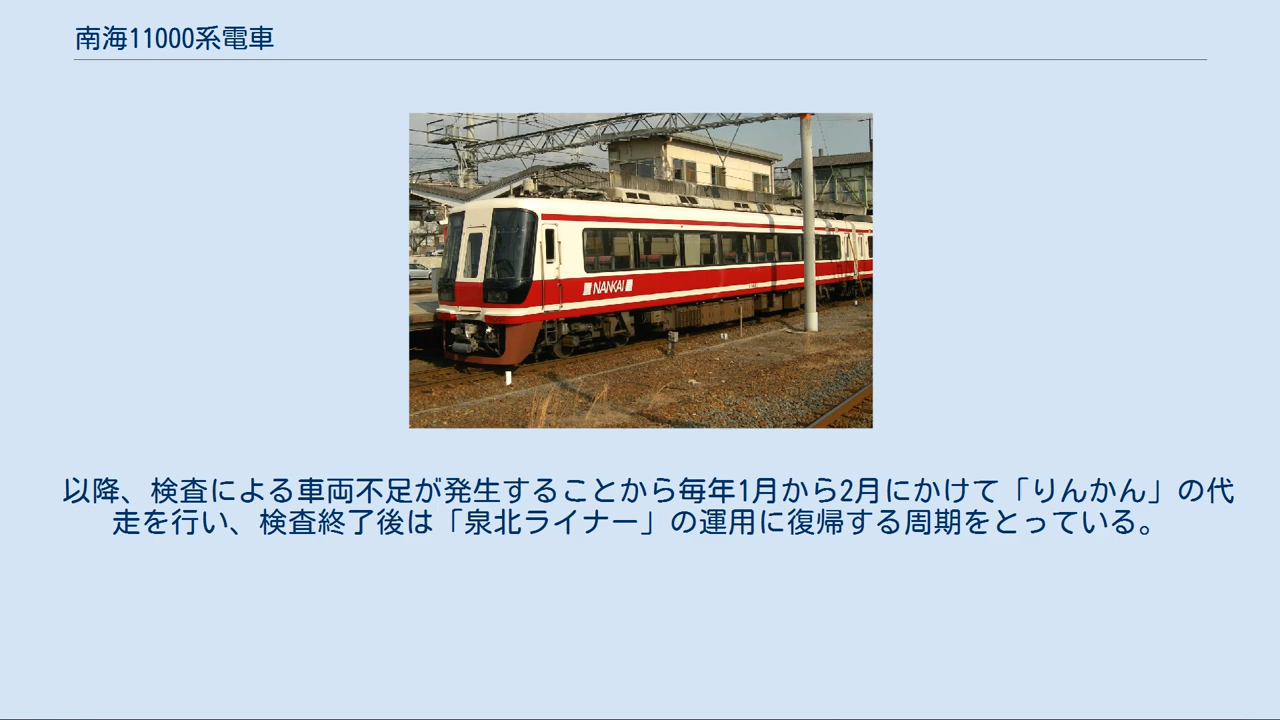 南海11000系電車
NANKAI
以降、検査による車両不足が発生することから毎年1月から2月にかけて「りんかん」の代
走を行い、検査終了後は「泉北ライナー」の運用に復帰する周期をとっている。